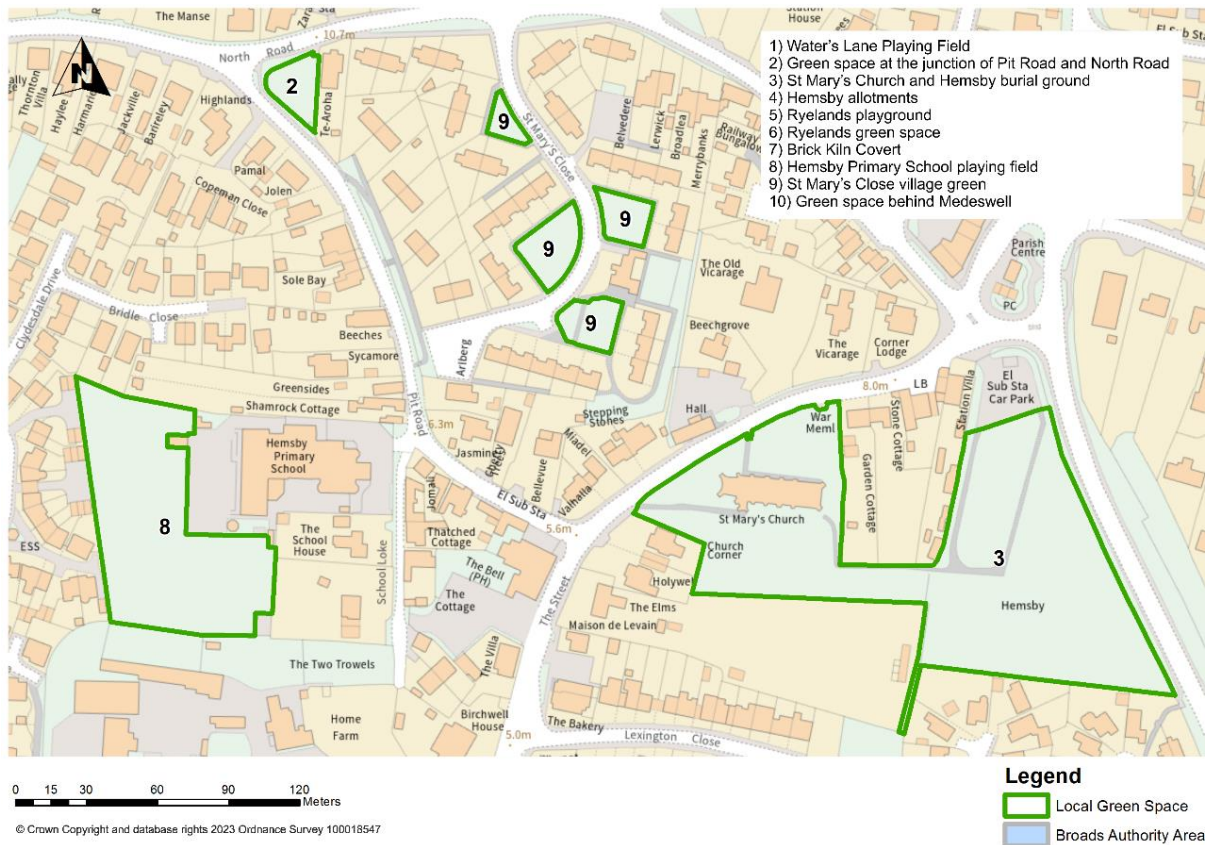 The Manse
Zara
Sta
10.7m
North Road
Station
House
El Sub Sta
1) Water's Lane Playing Field
2) Green space at the junction of Pit Road and North Road
3) St Mary's Church and Hemsby burial ground
4) Hemsby allotments
5) Ryelands playground
6) Ryelands green space
7) Brick Kiln Covert
8) Hemsby Primary School playing field
9) St Mary's Close village green
10) Green space behind Medeswell
N
Thornton
Villa
Haylee
Harmarie
Jackville
Barireley
Highlands
2
Te-Aroha
9
St Mary's Close
Belvedere
Lerwick
Broadlea
Merrybanks
Railway
Bungalow
Pamal
Jolen
Copeman Close
9
9
Sole Bay
The Old
Vicarage
Parish
Centre
PC
Clydesdale Drive
Bridle Close
Beeches
Sycamore
9
Beechgrove
The
Vicarage
Corner
Lodge
Arlberg
Greensides
Shamrock Cottage
Pit Road
6.3m
Stepping
Stones
Hall
8.0m
LB
Station Villa
El
Sub Sta
Car Park
War
Meml
Stone Cottage
Garden Cottage
Hemsby
Primary
School
Jasmine
Cherty
Trees
Bellevue
Miadel
Valhalla
El Sub Sta
5.6m
Jomeli
8
St Mary's Church
Church
Corner
3
Hemsby
ESS
The
School
House
School Loke
Thatched
Cottage
The Bell
(PH)
The
Cottage
The Street
Holywell
The Elms
Maison de Levain
The Two Trowels
The Villa
Home
Farm
Birchwell
House
5.0m
The Bakery
Lexington Close
0 15 30 60 90 120
Meters
© Crown Copyright and database rights 2023 Ordnance Survey 100018547
Legend
Local Green Space
Broads Authority Area